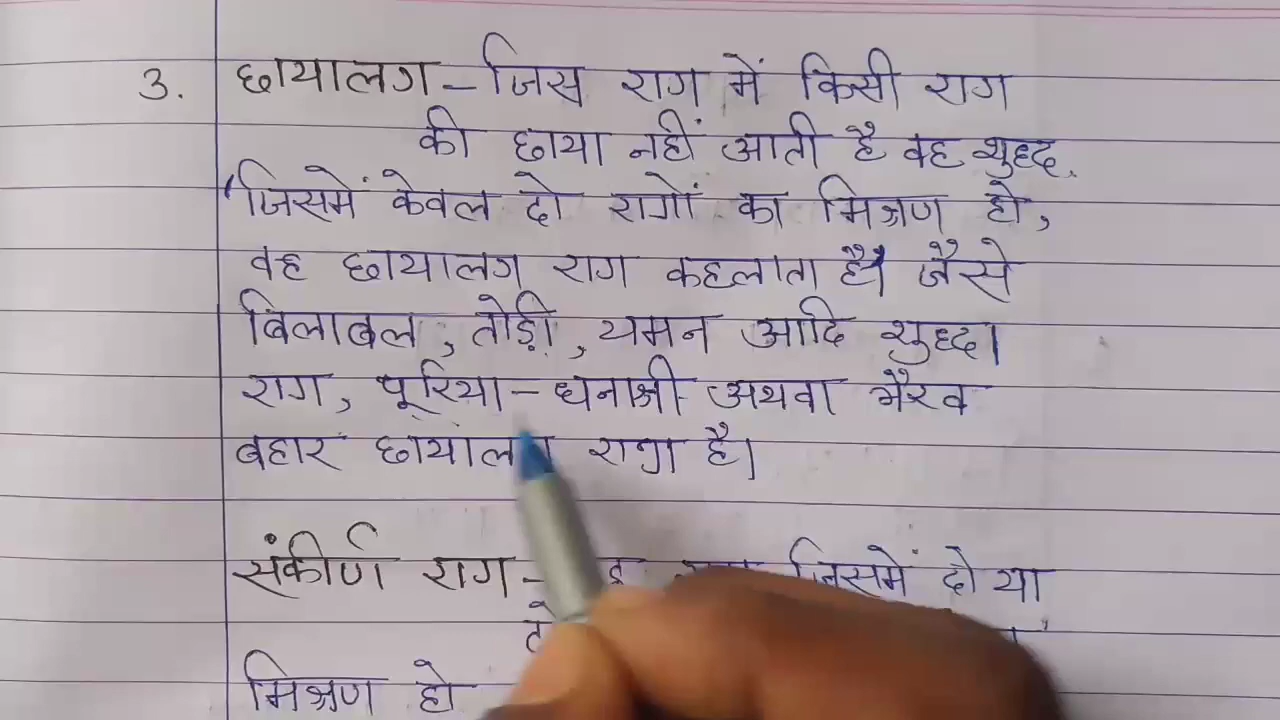 3. छायालग - जिस राग में किसी राग
की छाया नहीं आती है वह शुद्ध,
जिसमें केवल दो रागों का मिश्रण हो,
वह छायालग राग कहलाता है। जैसे
बिलाबल, तोड़ी, यमन आदि शुद्ध।
राग, पूरिया - धनाश्री अथवा भैरव
बहार छायालग राग है।
संकीर्ण राग - जिसमें दो या
मिश्रण हो